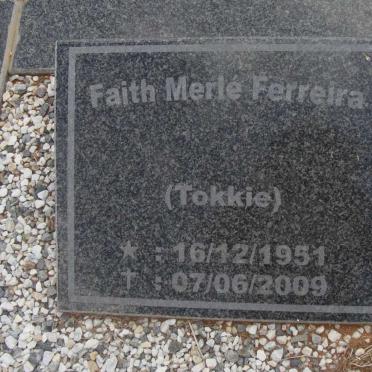 Faith Merle Ferreira
(Tokkie)
★ : 16/12/1951
† : 07/06/2009